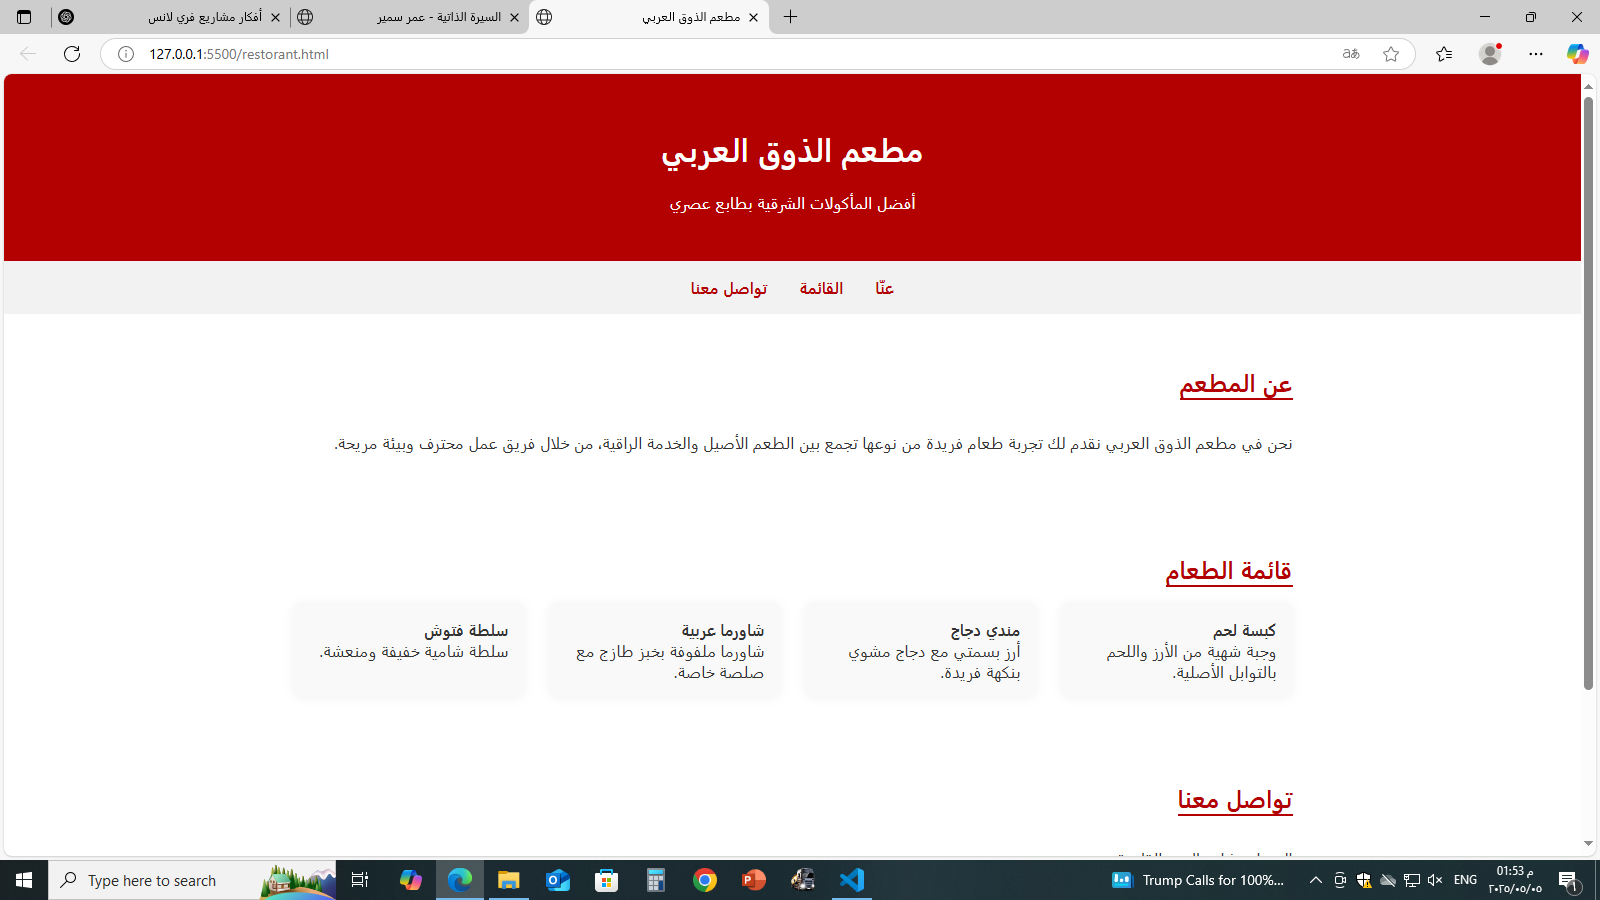 أفكار مشاريع فري لانس
السيرة الذاتية - عمر سمير
مطعم الذوق العربي
127.0.0.1:5500/restorant.html
مطعم الذوق العربي
أفضل المأكولات الشرقية بطابع عصري
عنّا القائمة تواصل معنا
عن المطعم
نحن في مطعم الذوق العربي نقدم لك تجربة طعام فريدة من نوعها تجمع بين الطعم الأصيل والخدمة الراقية، من خلال فريق عمل محترف وبيئة مريحة.
قائمة الطعام
كبسة لحم
وجبة شهية من الأرز واللحم
بالتوابل الأصلية.
مندي دجاج
أرز بسمتي مع دجاج مشوي
بنكهة فريدة.
شاورما عربية
شاورما ملفوفة بخبز طازج مع
صلصة خاصة.
سلطة فتوش
سلطة شامية خفيفة ومنعشة.
تواصل معنا
Type here to search
Trump Calls for 100%...
ENG
01:53 م
٢٠٢٥/٠٥/٠٥
١